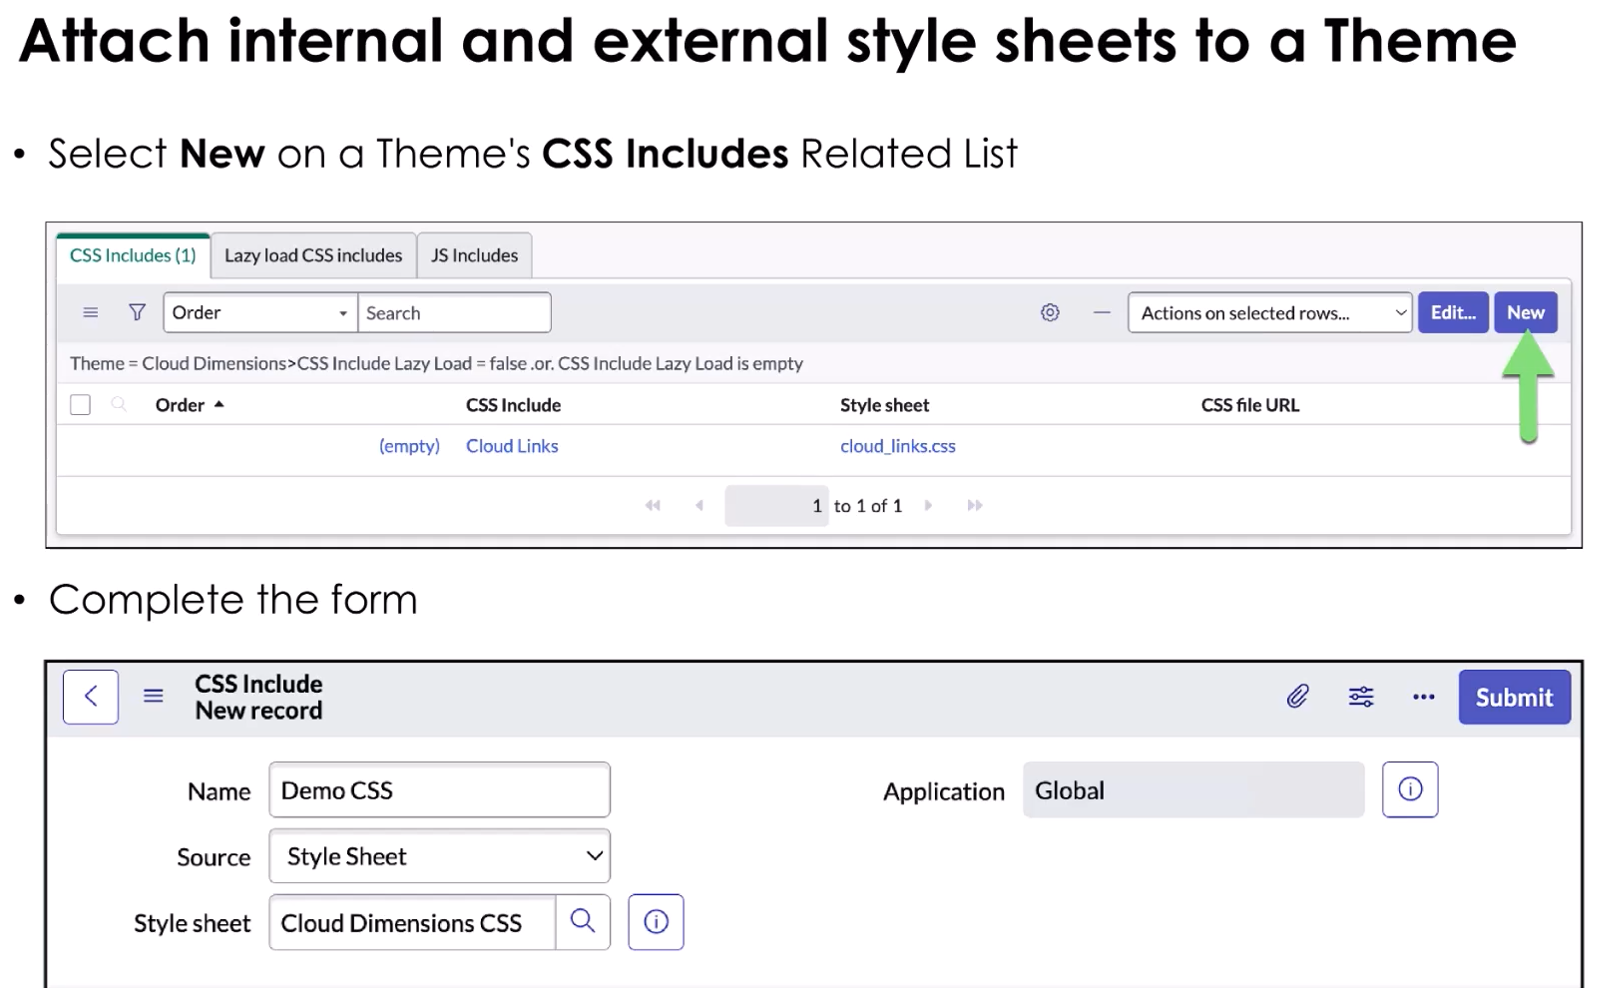 Attach internal and external style sheets to a Theme
• Select New on a Theme's CSS Includes Related List
CSS Includes (1) Lazy load CSS includes JS Includes
Order Search Actions on selected rows... Edit... New
Theme = Cloud Dimensions>CSS Include Lazy Load = false .or. CSS Include Lazy Load is empty
Order CSS Include Style sheet CSS file URL
(empty) Cloud Links cloud_links.css
1 to 1 of 1
• Complete the form
CSS Include
New record
Submit
Name Demo CSS Application Global
Source Style Sheet
Style sheet Cloud Dimensions CSS